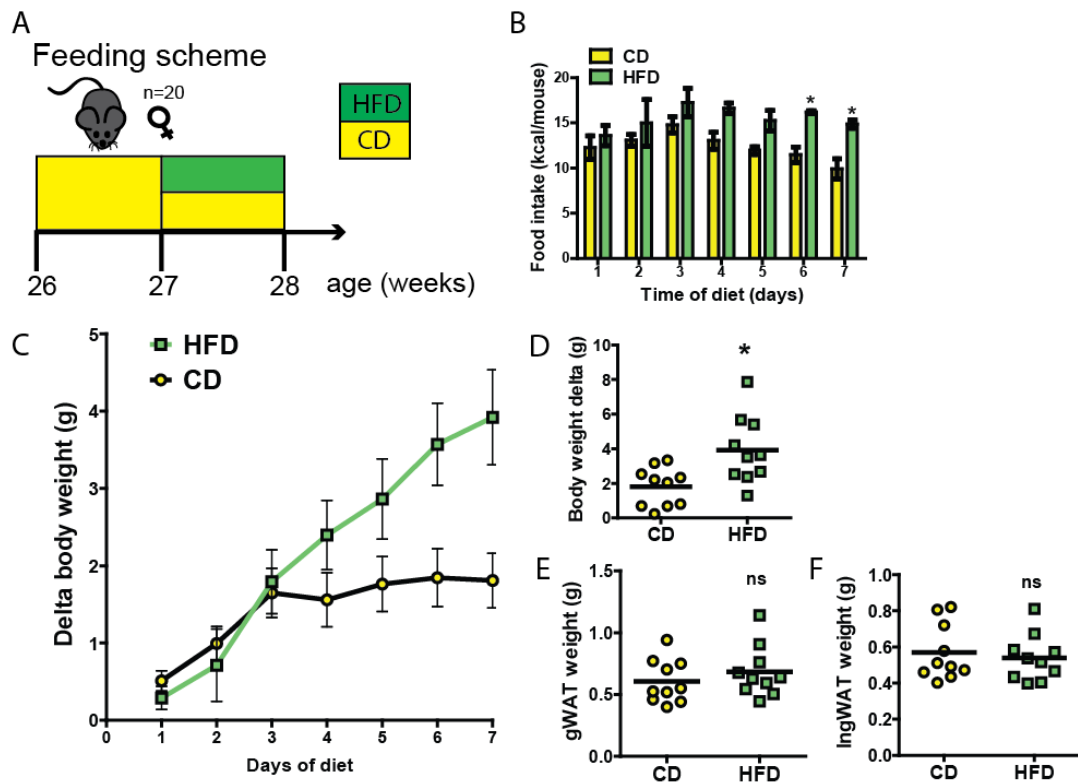 A
Feeding scheme
n=20
HFD
CD
26
27
28
age (weeks)
B
CD
HFD
Food intake (kcal/mouse)
20
15
10
5
0
*
*
1 2 3 4 5 6 7
Time of diet (days)
C
HFD
CD
Delta body weight (g)
5
4
3
2
1
0
0 1 2 3 4 5 6 7
Days of diet
D
*
Body weight delta (g)
10
8
6
4
2
0
CD HFD
E
ns
gWAT weight (g)
1.5
1.0
0.5
0.0
CD HFD
F
ns
IngWAT weight (g)
1.0
0.8
0.6
0.4
0.2
0.0
CD HFD